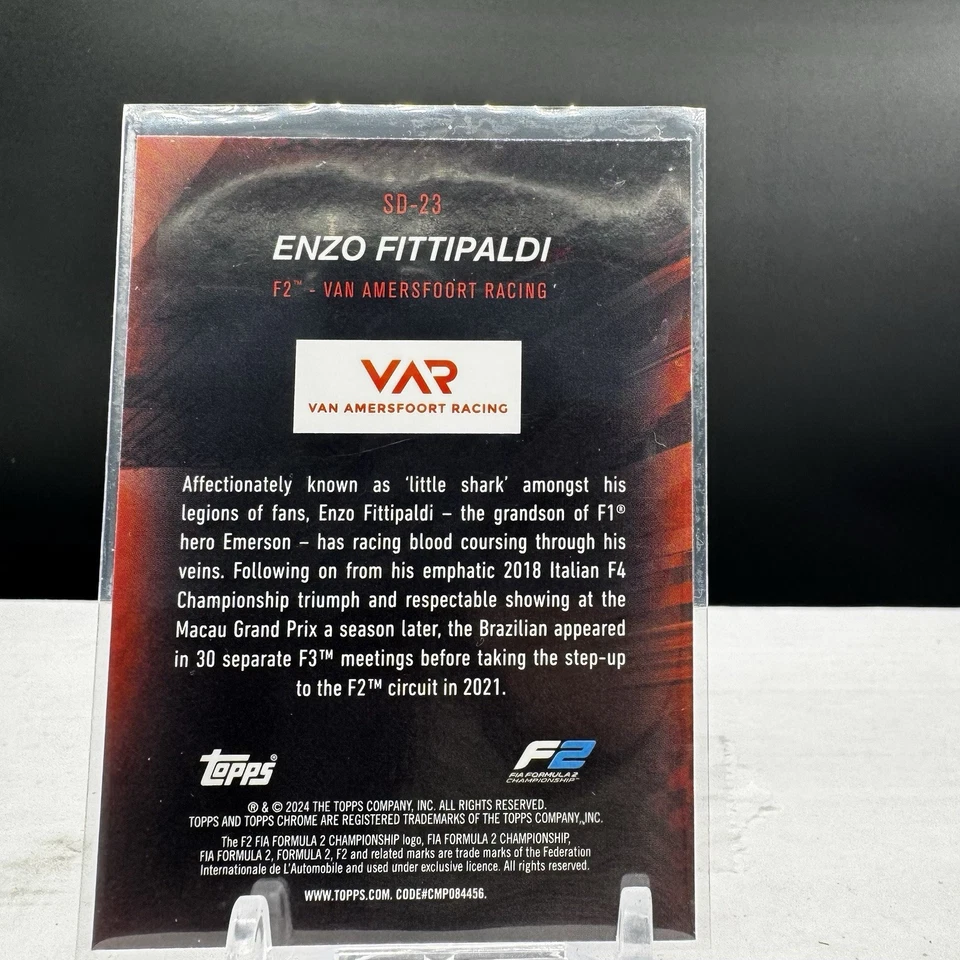 SD-23
ENZO FITTIPALDI
F2™ - VAN AMERSFOORT RACING
VAR
VAN AMERSFOORT RACING
Affectionately known as ‘little shark’ amongst his
legions of fans, Enzo Fittipaldi – the grandson of F1®
hero Emerson – has racing blood coursing through his
veins. Following on from his emphatic 2018 Italian F4
Championship triumph and respectable showing at the
Macau Grand Prix a season later, the Brazilian appeared
in 30 separate F3™ meetings before taking the step-up
to the F2™ circuit in 2021.
Topps®
F2
FIA FORMULA 2
CHAMPIONSHIP™
® & © 2024 THE TOPPS COMPANY, INC. ALL RIGHTS RESERVED.
TOPPS AND TOPPS CHROME ARE REGISTERED TRADEMARKS OF THE TOPPS COMPANY,,INC.
The F2 FIA FORMULA 2 CHAMPIONSHIP logo, FIA FORMULA 2 CHAMPIONSHIP,
FIA FORMULA 2, FORMULA 2, F2 and related marks are trade marks of the Federation
Internationale de L'Automobile and used under exclusive licence. All rights reserved.
WWW.TOPPS.COM. CODE#CMP084456.